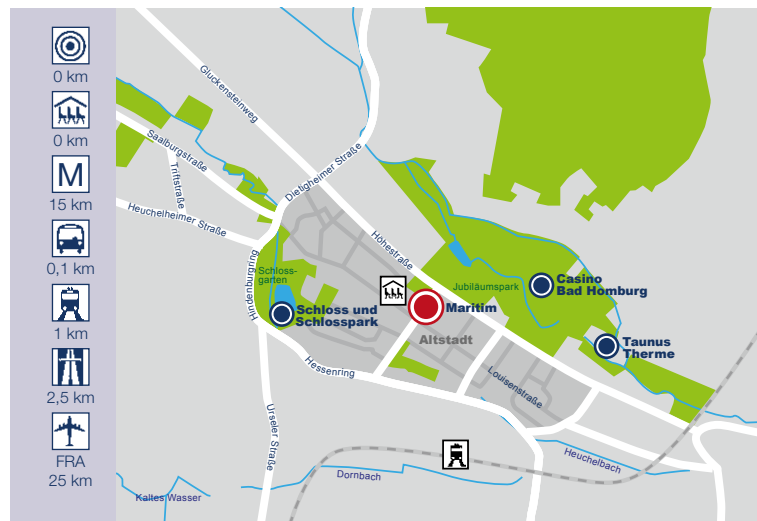 0 km
0 km
M
15 km
0,1 km
1 km
2,5 km
FRA
25 km
Gluckensteinweg
Saalburgstraße
Triftstraße
Dietigheimer Straße
Heuchelheimer Straße
Hindenburgring
Höhestraße
Schloss-
garten
Jubiläumspark
Casino
Bad Homburg
Maritim
Schloss und
Schlosspark
Altstadt
Taunus
Therme
Hessenring
Louisenstraße
Urseler Straße
Heuchelbach
Dornbach
Kaltes Wasser